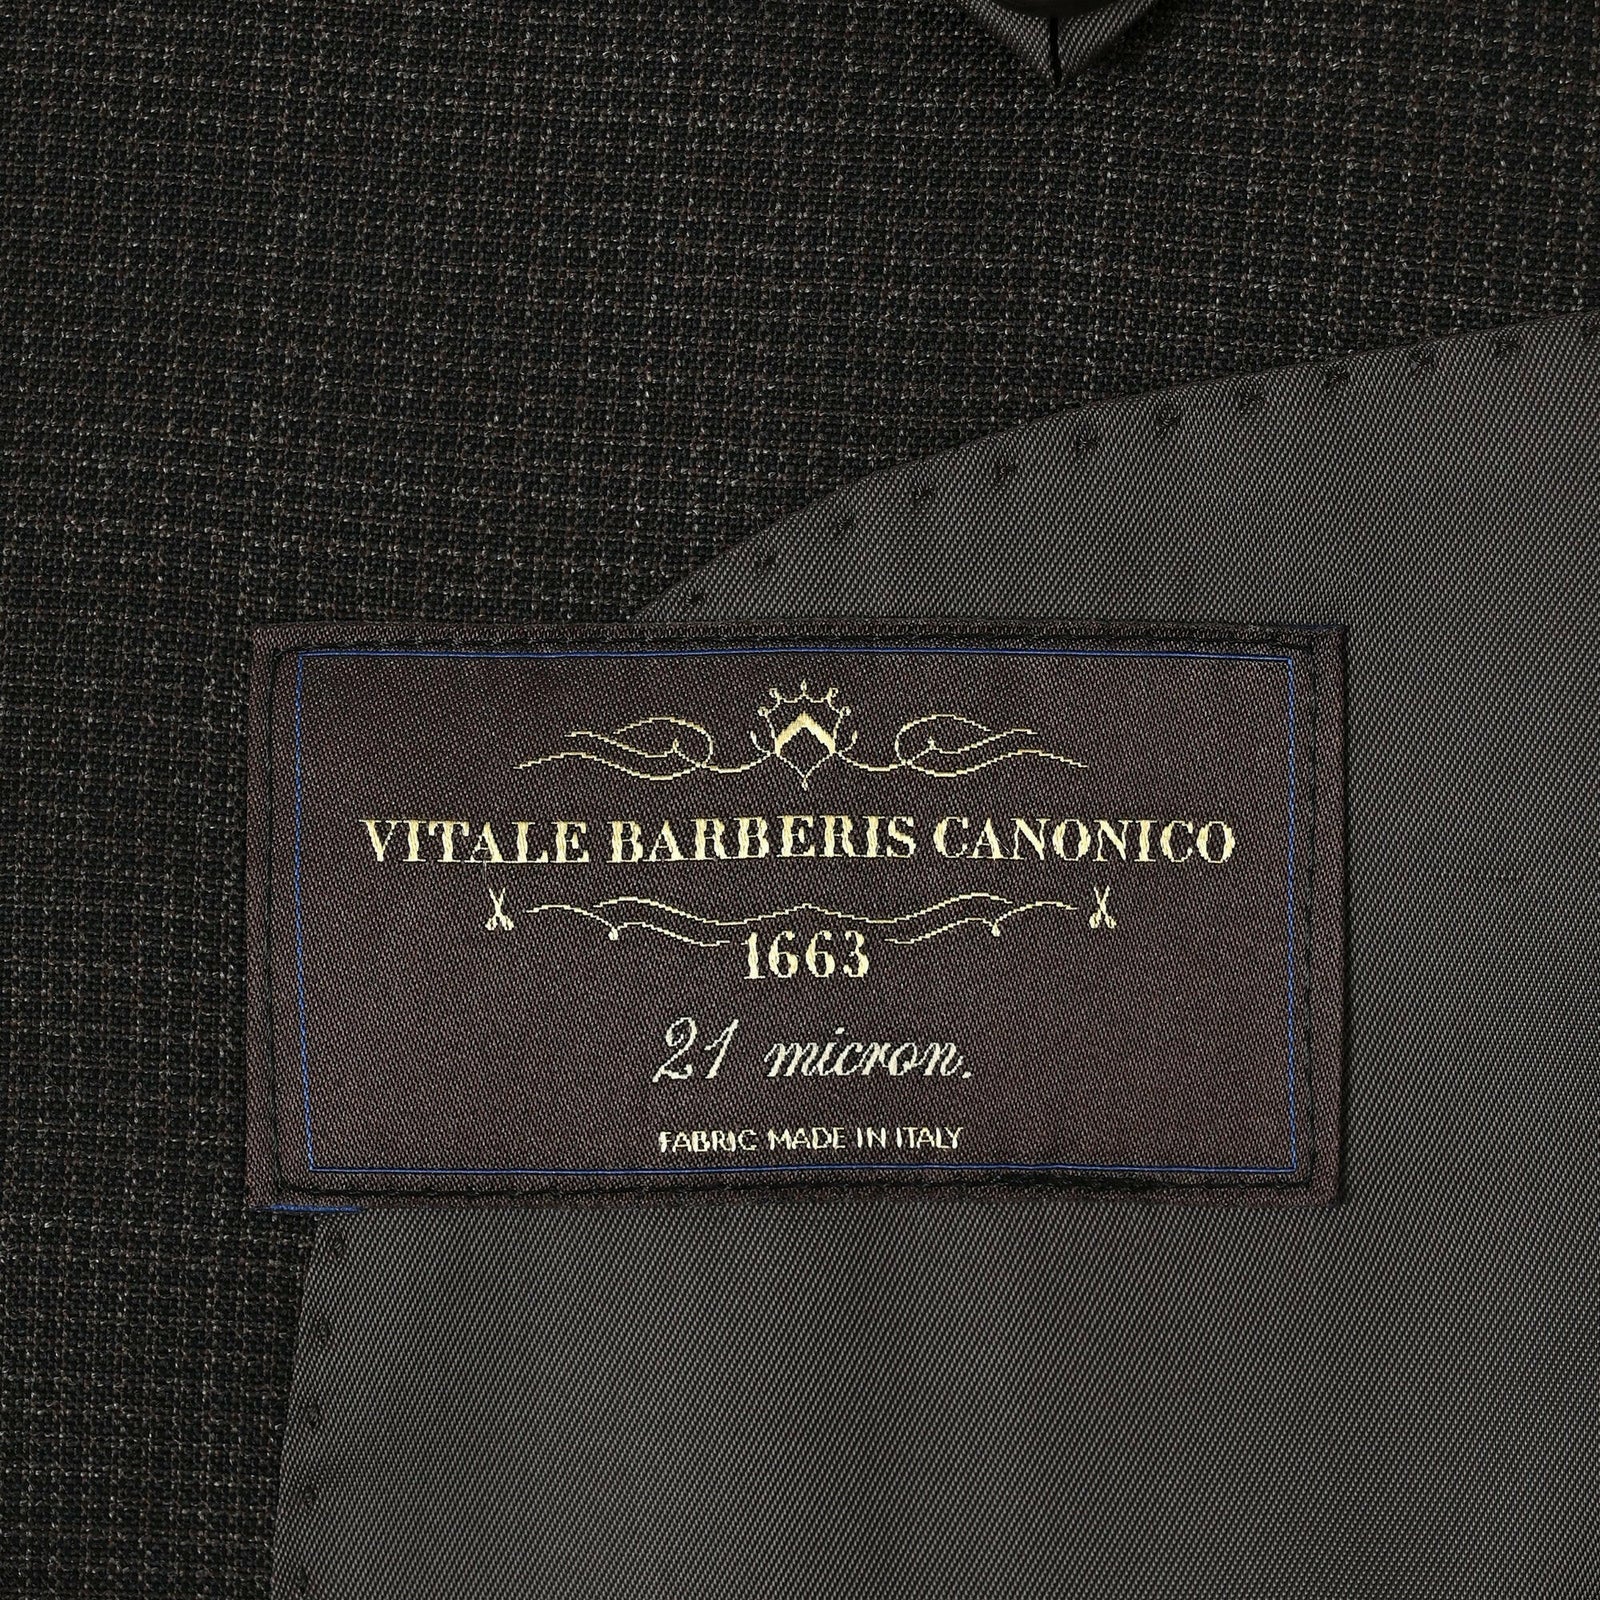 VITALE BARBERIS CANONICO
1663
21 micron.
FABRIC MADE IN ITALY